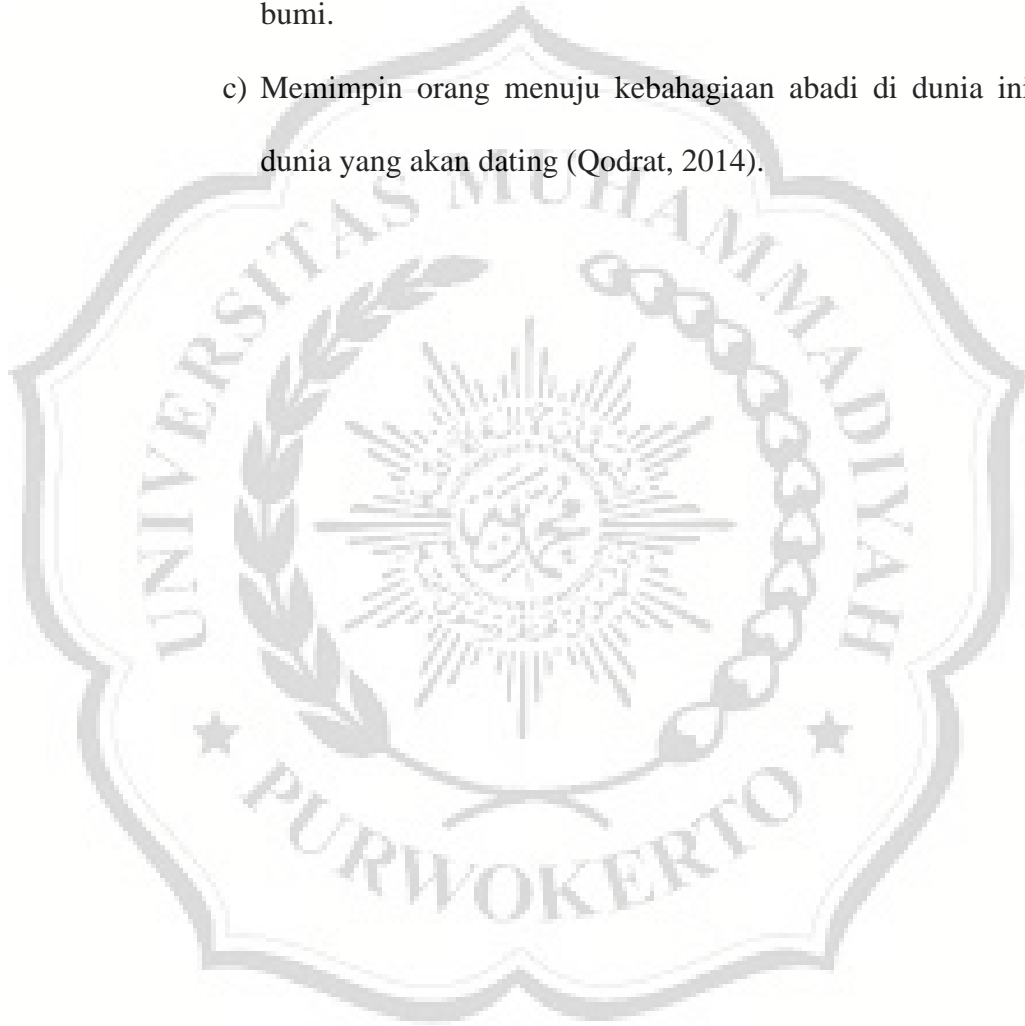 bumi.
c) Memimpin orang menuju kebahagiaan abadi di dunia ini
dunia yang akan dating (Qodrat, 2014).
UNIVERSITAS MUHAMMADIYAH
PURWOKERTO